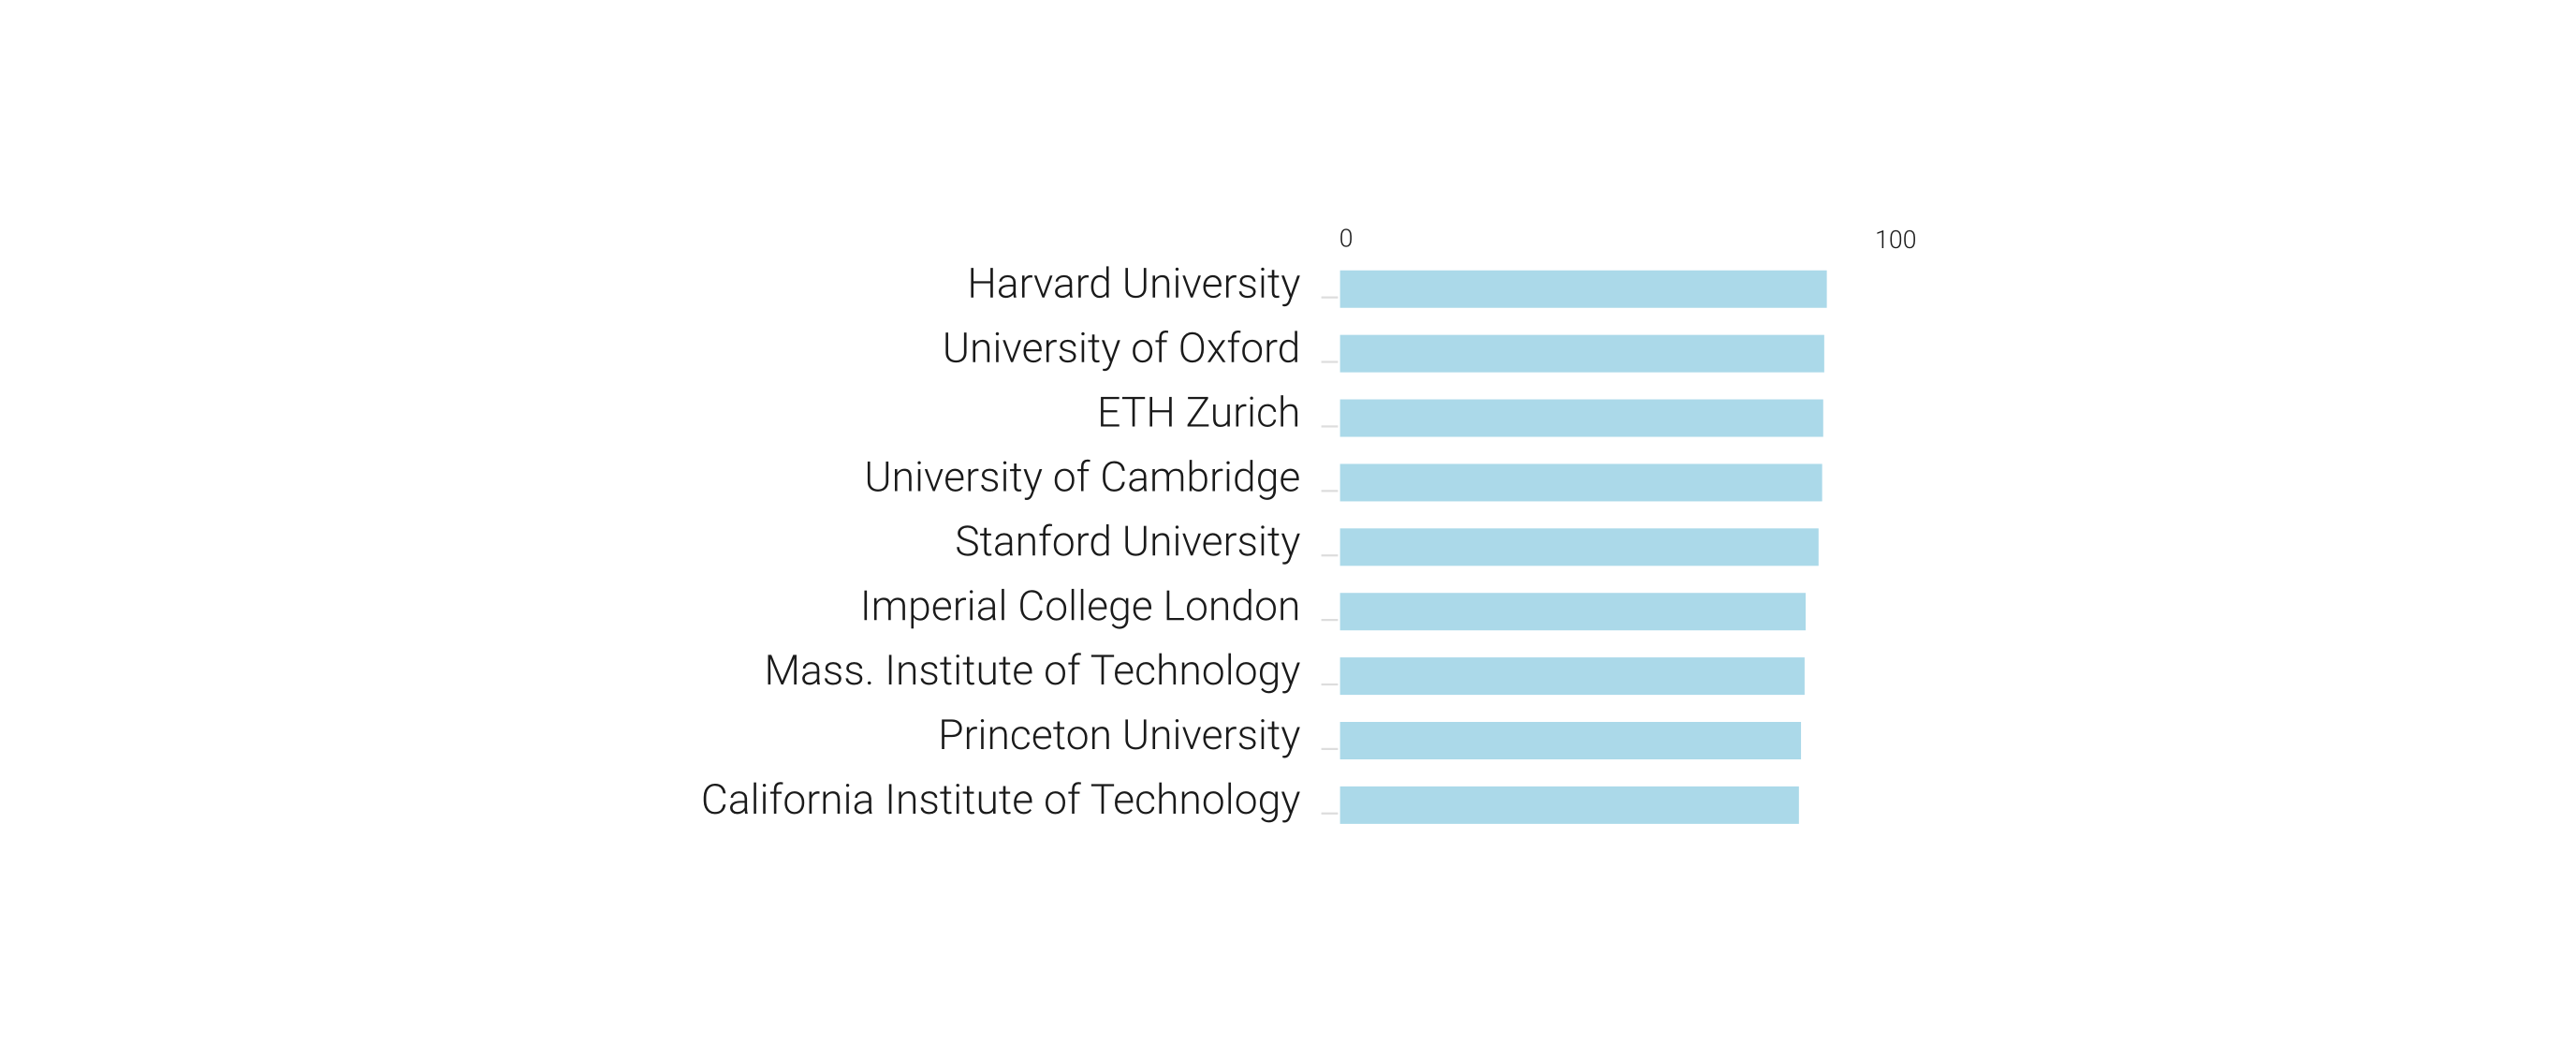 0 100
Harvard University
University of Oxford
ETH Zurich
University of Cambridge
Stanford University
Imperial College London
Mass. Institute of Technology
Princeton University
California Institute of Technology